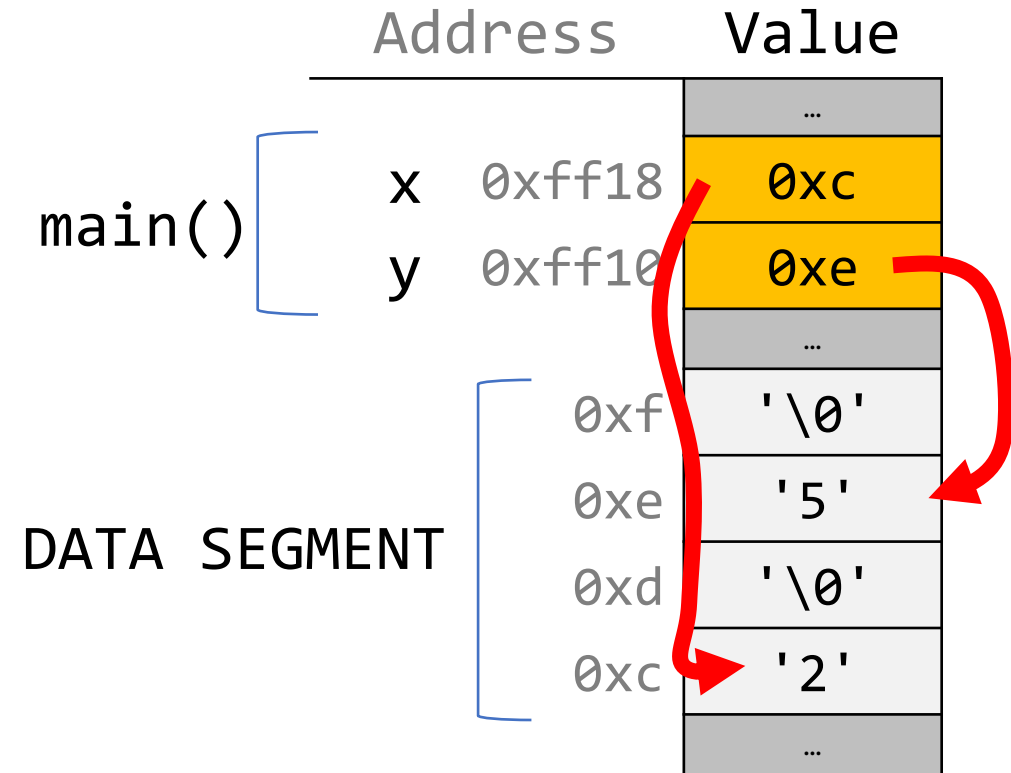 Address Value
…
x 0xff18 0xc
main()
y 0xff10 0xe
…
0xf '\0'
0xe '5'
DATA SEGMENT
0xd '\0'
0xc '2'
…